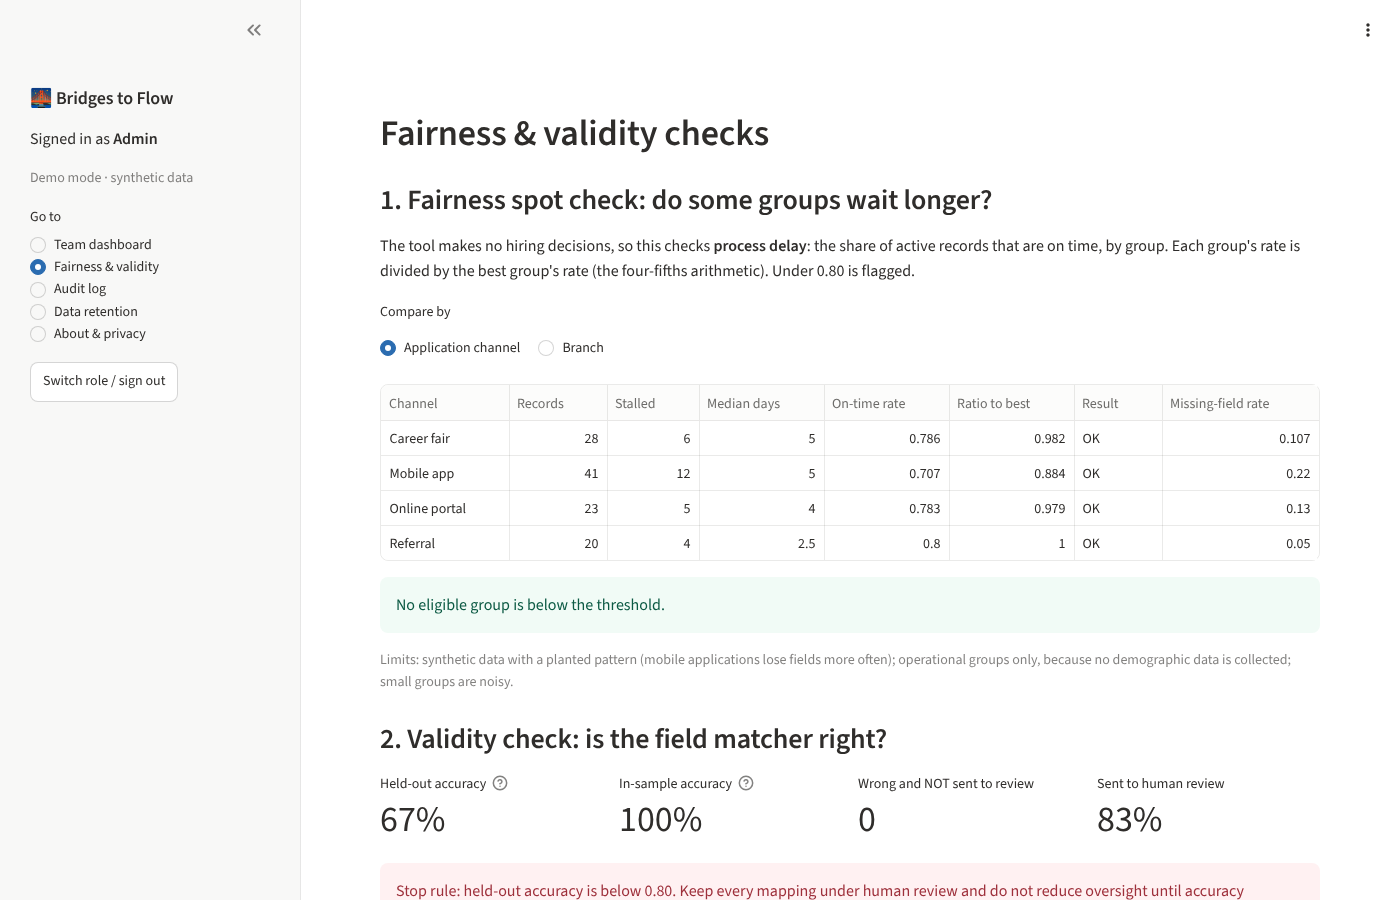 Bridges to Flow
Signed in as Admin
Demo mode · synthetic data
Go to
Team dashboard
Fairness & validity
Audit log
Data retention
About & privacy
Switch role / sign out
Fairness & validity checks
1. Fairness spot check: do some groups wait longer?
The tool makes no hiring decisions, so this checks process delay: the share of active records that are on time, by group. Each group's rate is
divided by the best group's rate (the four-fifths arithmetic). Under 0.80 is flagged.
Compare by
Application channel Branch
Channel Records Stalled Median days On-time rate Ratio to best Result Missing-field rate
Career fair 28 6 5 0.786 0.982 OK 0.107
Mobile app 41 12 5 0.707 0.884 OK 0.22
Online portal 23 5 4 0.783 0.979 OK 0.13
Referral 20 4 2.5 0.8 1 OK 0.05
No eligible group is below the threshold.
Limits: synthetic data with a planted pattern (mobile applications lose fields more often); operational groups only, because no demographic data is collected;
small groups are noisy.
2. Validity check: is the field matcher right?
Held-out accuracy In-sample accuracy Wrong and NOT sent to review Sent to human review
67% 100% 0 83%
Stop rule: held-out accuracy is below 0.80. Keep every mapping under human review and do not reduce oversight until accuracy